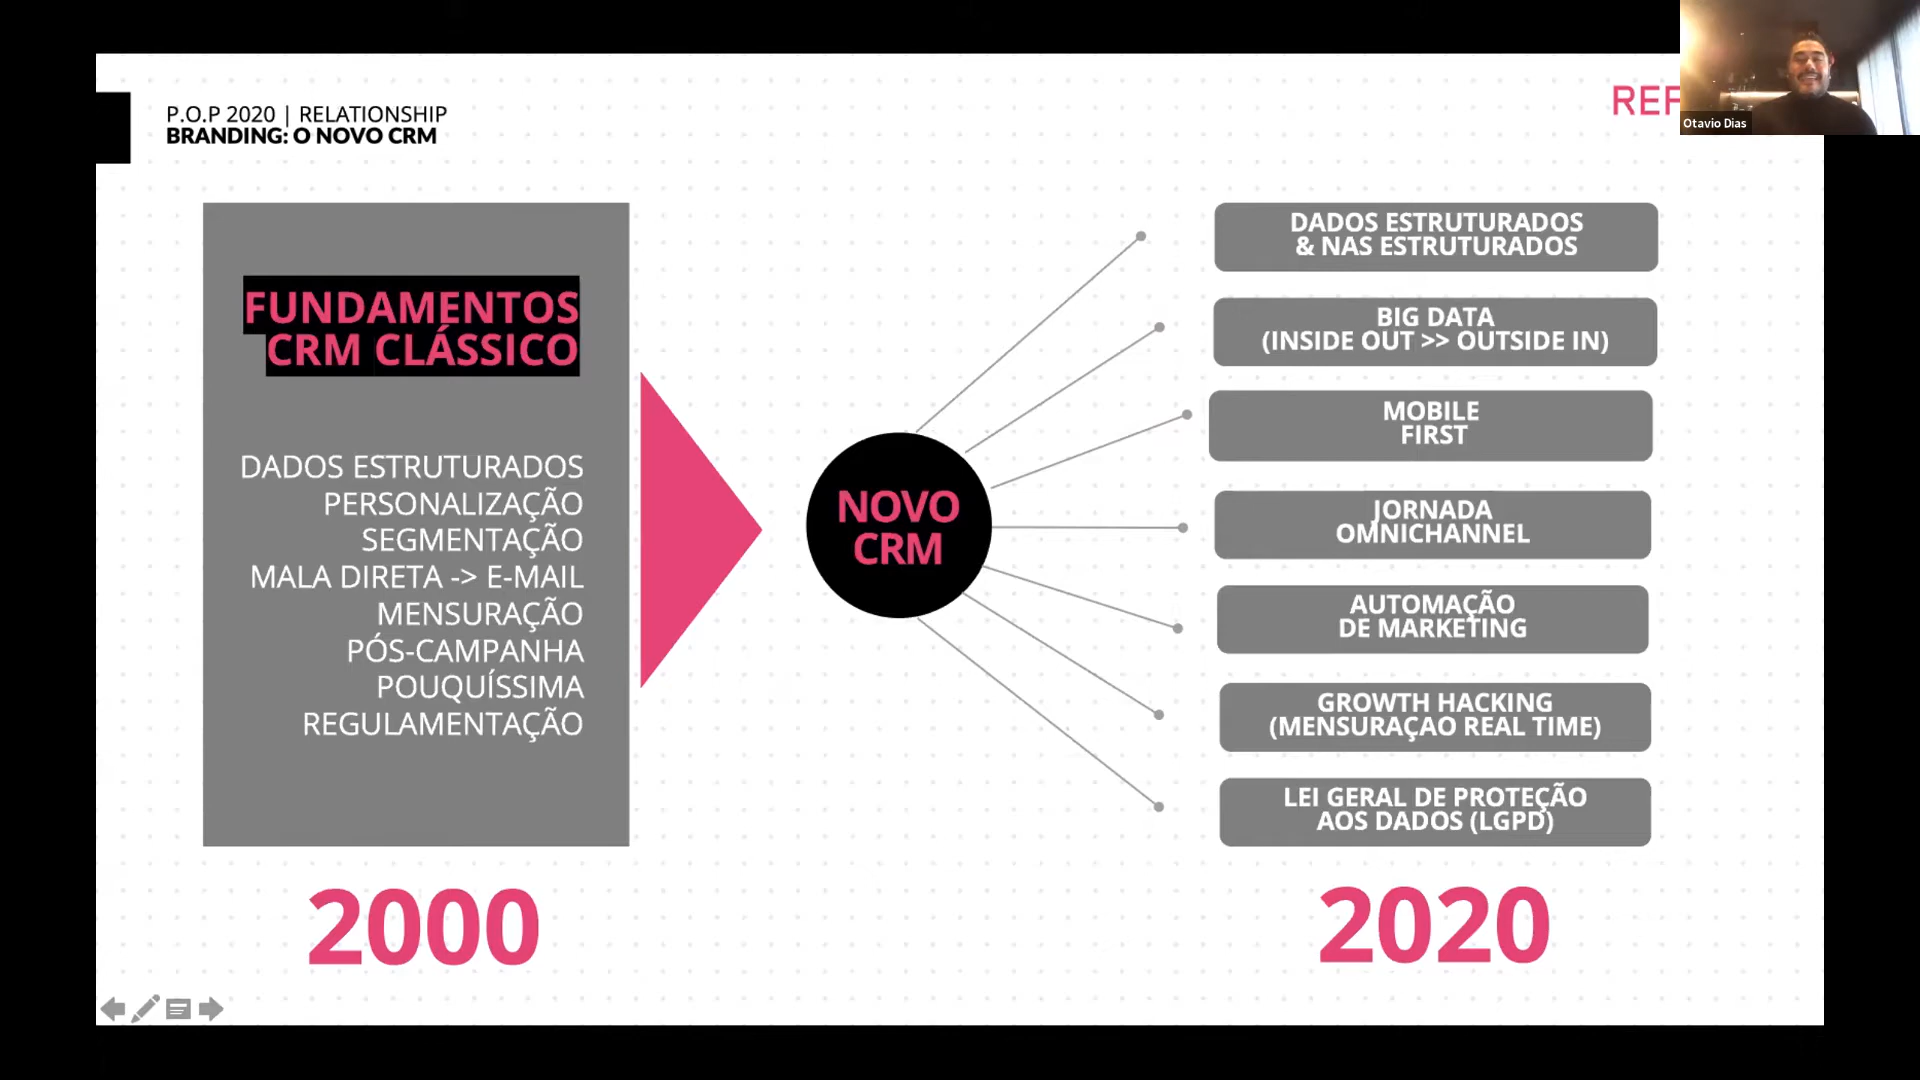 P.O.P 2020 | RELATIONSHIP
BRANDING: O NOVO CRM
Otavio Dias
FUNDAMENTOS
CRM CLÁSSICO
DADOS ESTRUTURADOS
PERSONALIZAÇÃO
SEGMENTAÇÃO
MALA DIRETA -> E-MAIL
MENSURAÇÃO
PÓS-CAMPANHA
POUQUÍSSIMA
REGULAMENTAÇÃO
2000
NOVO
CRM
DADOS ESTRUTURADOS
& NAS ESTRUTURADOS
BIG DATA
(INSIDE OUT >> OUTSIDE IN)
MOBILE
FIRST
JORNADA
OMNICHANNEL
AUTOMAÇÃO
DE MARKETING
GROWTH HACKING
(MENSURAÇAO REAL TIME)
LEI GERAL DE PROTEÇÃO
AOS DADOS (LGPD)
2020